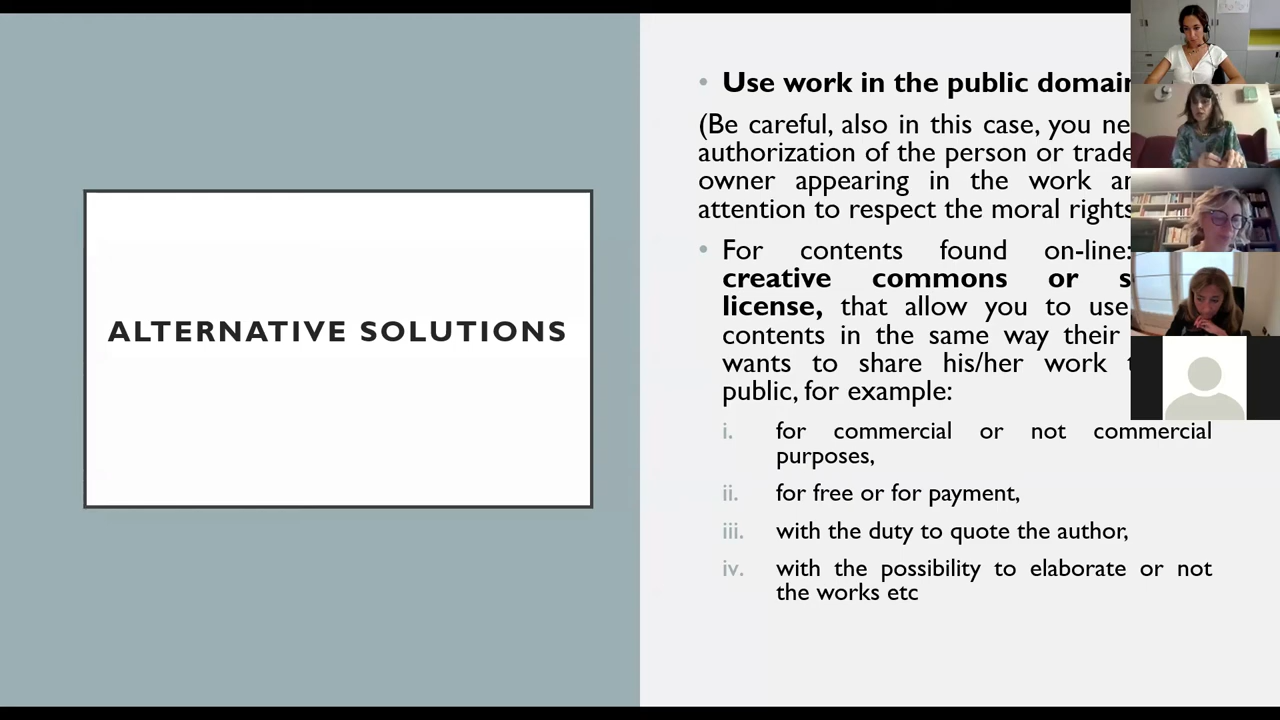 ALTERNATIVE SOLUTIONS
• Use work in the public domain
(Be careful, also in this case, you
authorization of the person or
owner appearing in the work
attention to respect the moral rights
• For contents found on-line:
creative commons or
license, that allow you to use
contents in the same way their
wants to share his/her work
public, for example:
i. for commercial or not commercial
purposes,
ii. for free or for payment,
iii. with the duty to quote the author,
iv. with the possibility to elaborate or not
the works etc